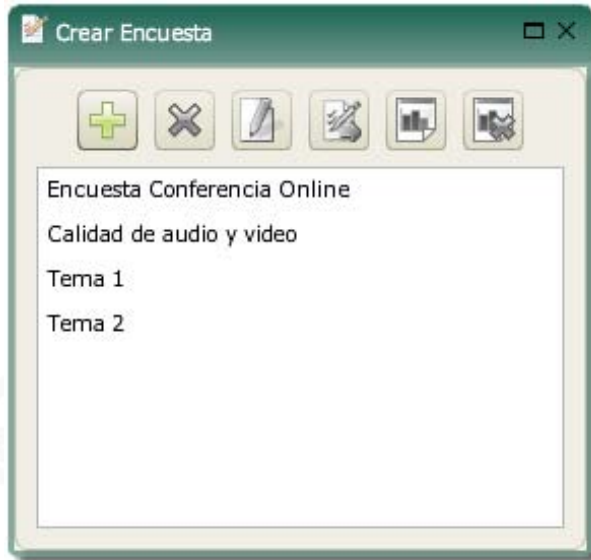 Crear Encuesta
Encuesta Conferencia Online
Calidad de audio y video
Tema 1
Tema 2